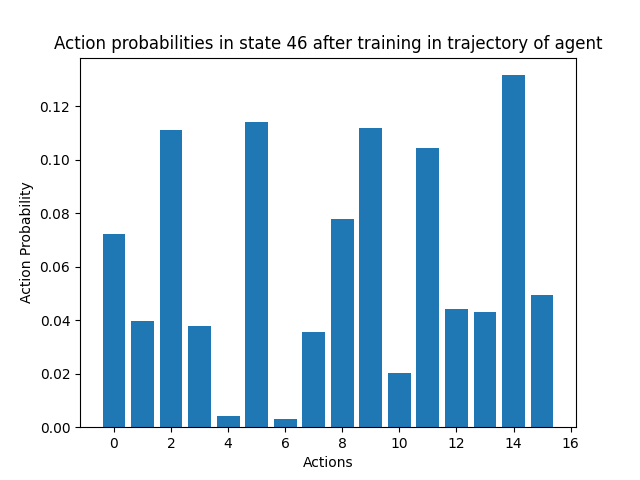 Action probabilities in state 46 after training in trajectory of agent
0.12
0.10
0.08
0.06
0.04
0.02
0.00
Action Probability
0 2 4 6 8 10 12 14 16
Actions